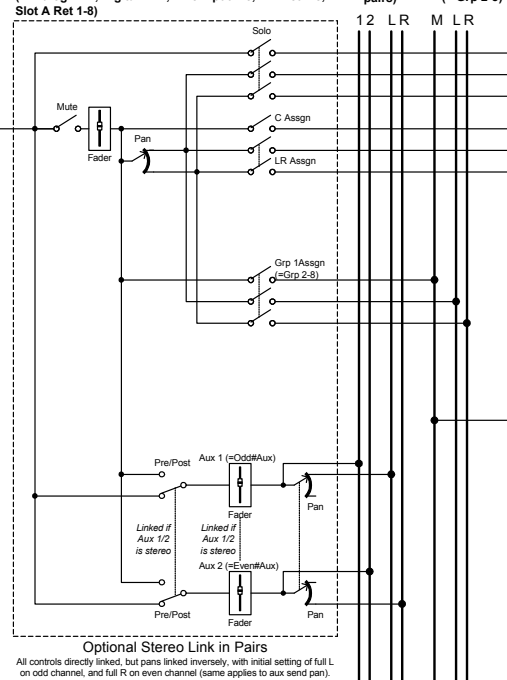 Slot A Ret 1-8)
pairs)
1 2 L R M L R
Solo
Mute
C Assgn
Pan
Fader
LR Assgn
Grp 1Assgn
(=Grp 2-8)
Pre/Post
Aux 1 (=Odd#Aux)
Pan
Fader
Linked if
Aux 1/2
is stereo
Linked if
Aux 1/2
is stereo
Aux 2 (=Even#Aux)
Pre/Post
Pan
Fader
Optional Stereo Link in Pairs
All controls directly linked, but pans linked inversely, with initial setting of full L
on odd channel, and full R on even channel (same applies to aux send pan).